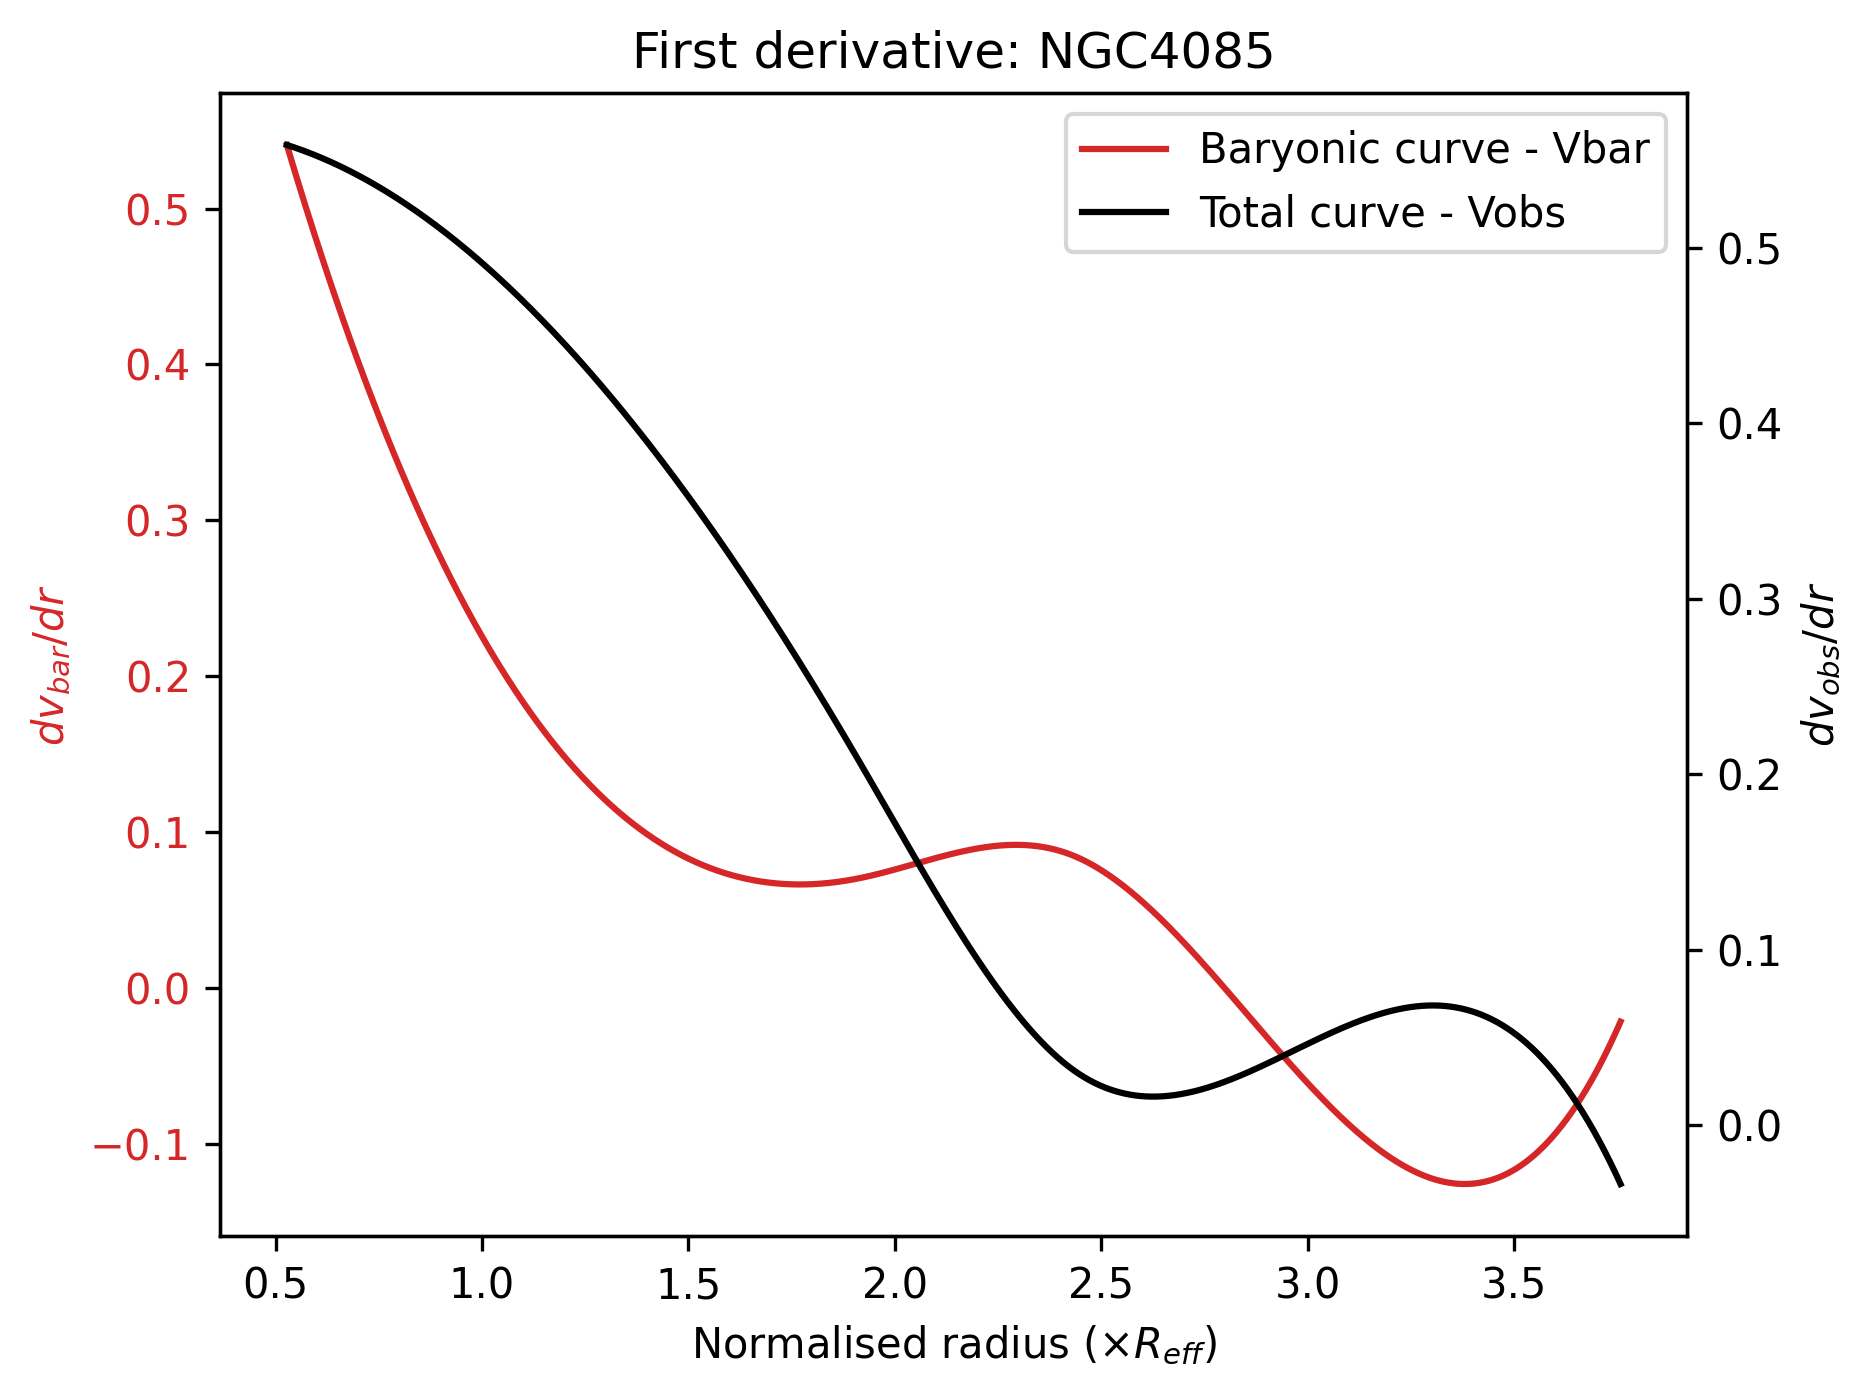 First derivative: NGC4085
Baryonic curve - Vbar
Total curve - Vobs
0.5
0.4
0.3
0.2
0.1
0.0
−0.1
dv_bar/dr
0.5
0.4
0.3
0.2
0.1
0.0
dv_obs/dr
0.5 1.0 1.5 2.0 2.5 3.0 3.5
Normalised radius (×R_eff)